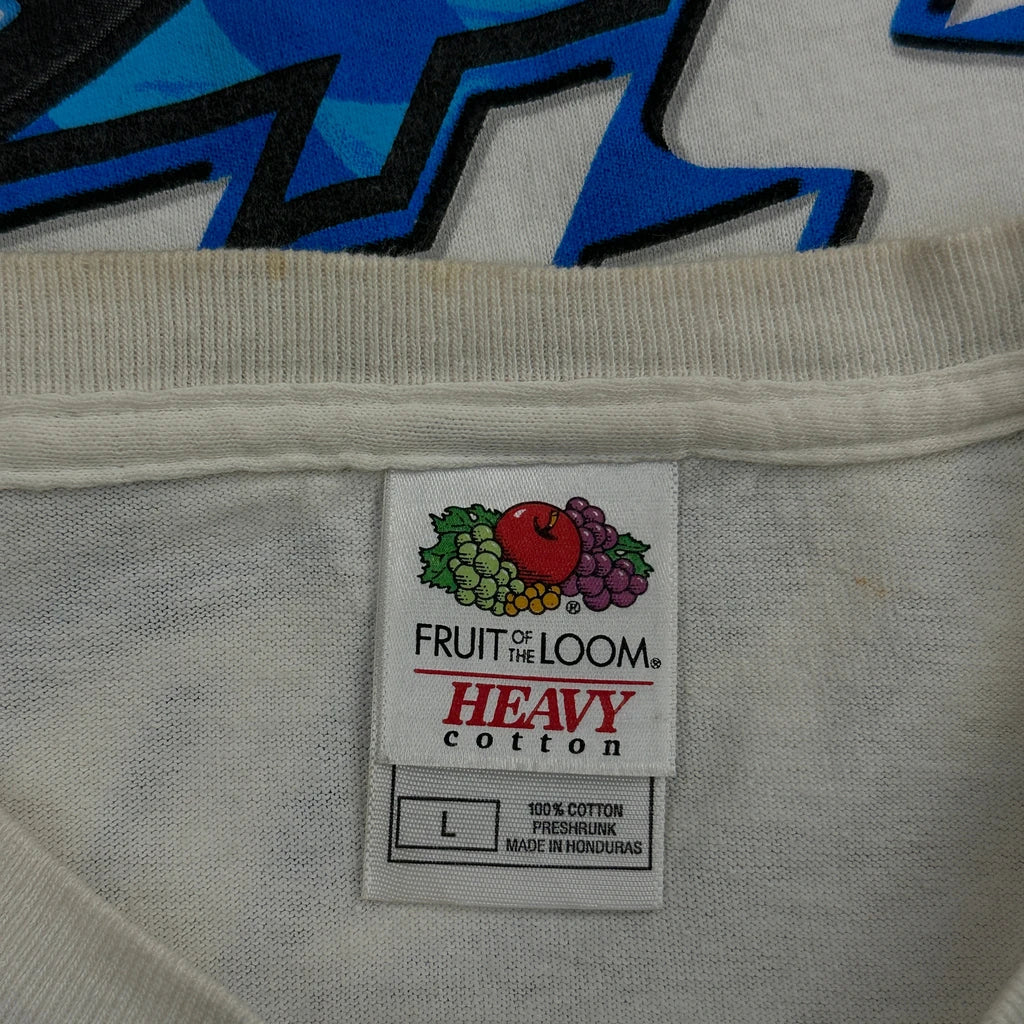 FRUIT OF THE LOOM®
HEAVY
cotton
L
100% COTTON
PRESHRUNK
MADE IN HONDURAS